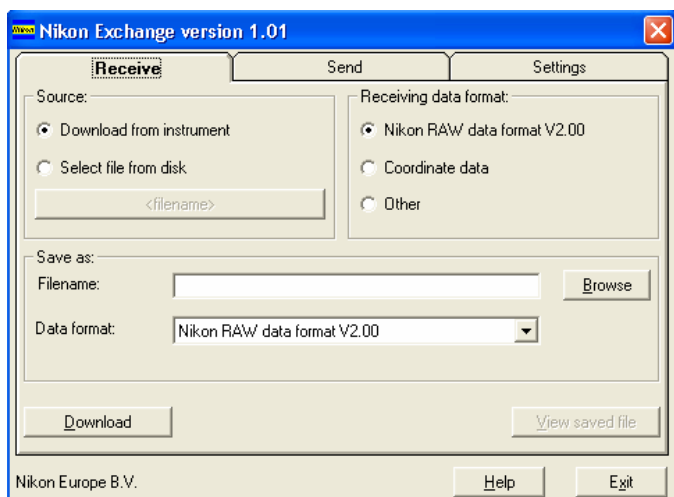 Nikon Nikon Exchange version 1.01
Receive Send Settings
Source: Receiving data format:
Download from instrument Nikon RAW data format V2.00
Select file from disk Coordinate data
<filename> Other
Save as:
Filename: Browse
Data format: Nikon RAW data format V2.00
Download View saved file
Nikon Europe B.V. Help Exit